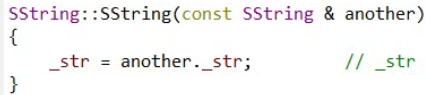 SString::SString(const SString & another)
{
    _str = another._str;          // _str
}